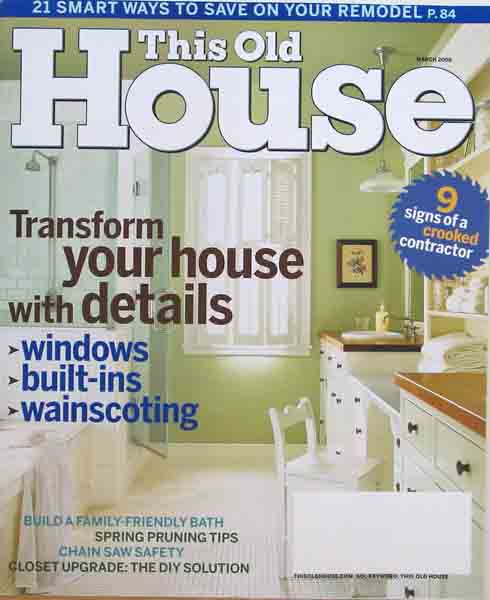 21 SMART WAYS TO SAVE ON YOUR REMODEL P.84
This Old
House
MARCH 2006
9
signs of a
crooked
contractor
Transform
your house
with details
➤windows
➤built-ins
➤wainscoting
BUILD A FAMILY-FRIENDLY BATH
SPRING PRUNING TIPS
CHAIN SAW SAFETY
CLOSET UPGRADE: THE DIY SOLUTION
THISOLDHOUSE.COM AOL KEYWORD: THIS OLD HOUSE